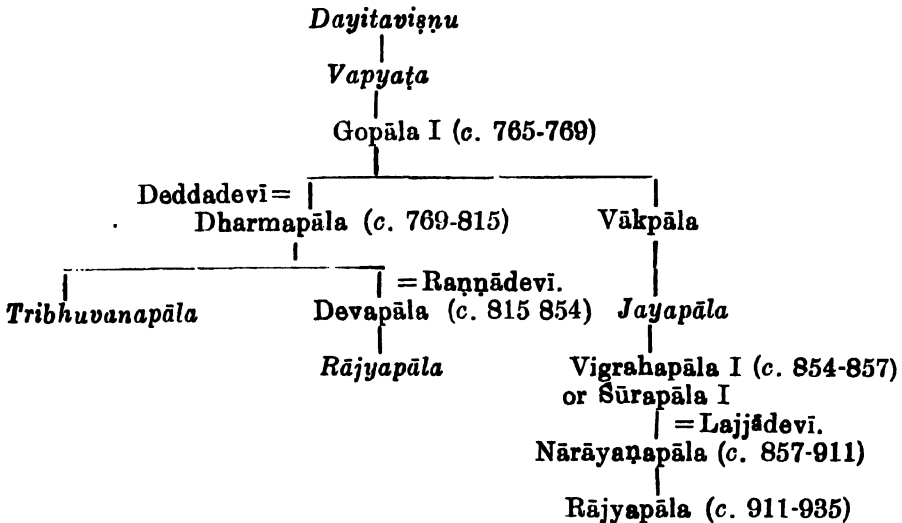 Dayitaviṣṇu
Vapyaṭa
Gopāla I (c. 765-769)
Deddadevī=
Dharmapāla (c. 769-815) Vākpāla
=Raṇṇādevī.
Tribhuvanapāla Devapāla (c. 815 854) Jayapāla
Rājyapāla Vigrahapāla I (c. 854-857)
or Śūrapāla I
=Lajjādevī.
Nārāyaṇapāla (c. 857-911)
Rājyapāla (c. 911-935)